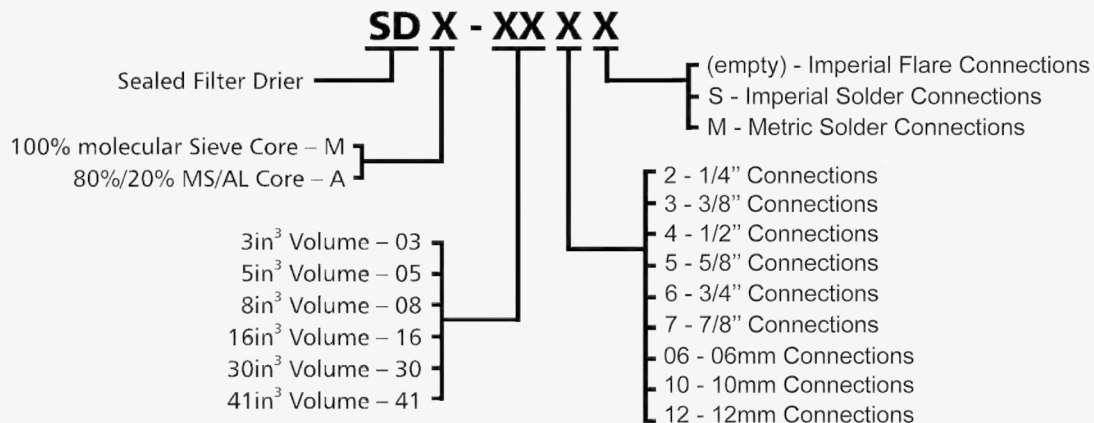 SD X - XX X X
Sealed Filter Drier
100% molecular Sieve Core – M
80%/20% MS/AL Core – A
3in³ Volume – 03
5in³ Volume – 05
8in³ Volume – 08
16in³ Volume – 16
30in³ Volume – 30
41in³ Volume – 41
(empty) - Imperial Flare Connections
S - Imperial Solder Connections
M - Metric Solder Connections
2 - 1/4” Connections
3 - 3/8” Connections
4 - 1/2” Connections
5 - 5/8” Connections
6 - 3/4” Connections
7 - 7/8” Connections
06 - 06mm Connections
10 - 10mm Connections
12 - 12mm Connections